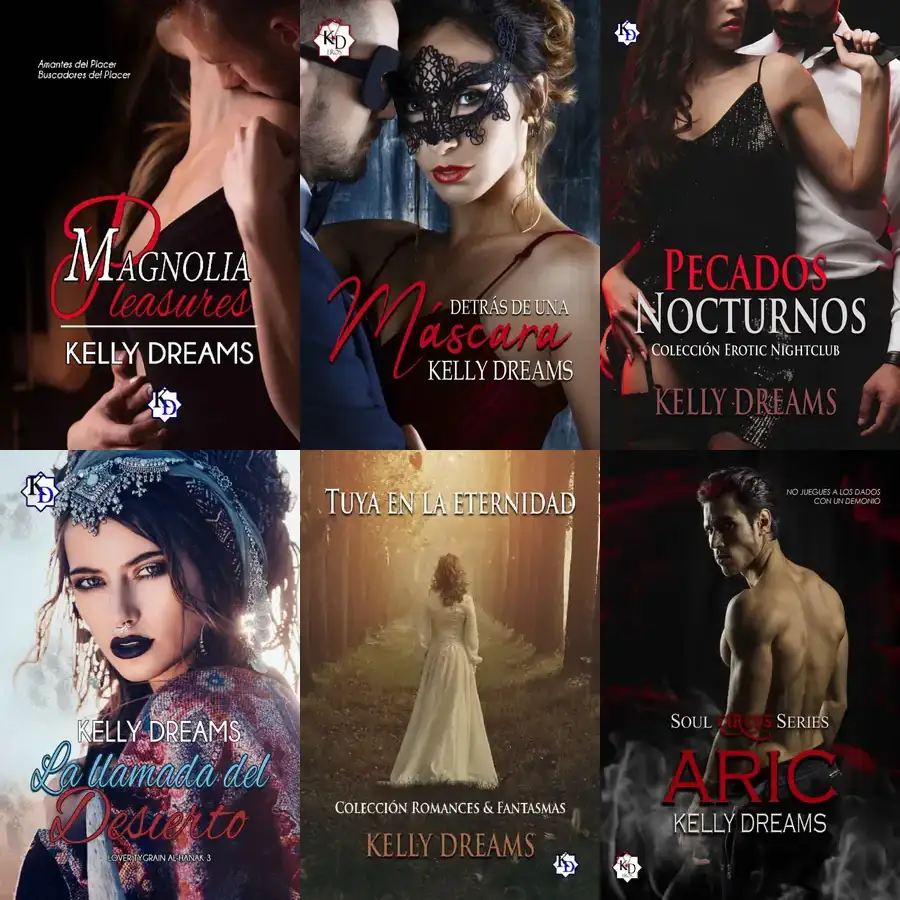 Amantes del Placer
Buscadores del Placer
MAGNOLIA
Pleasures
KELLY DREAMS
KD
KD
EROS
DETRÁS DE UNA
Máscara
KELLY DREAMS
KD
PECADOS
NOCTURNOS
COLECCIÓN EROTIC NIGHTCLUB
KELLY DREAMS
KD
KELLY DREAMS
La llamada del
Desierto
LOVER TYGRAIN AL-HANAK 3
TUYA EN LA ETERNIDAD
COLECCIÓN ROMANCES & FANTASMAS
KELLY DREAMS
KD
NO JUEGUES A LOS DADOS
CON UN DEMONIO
SOUL CIRCUS SERIES
ARIC
KELLY DREAMS
KD
EROS